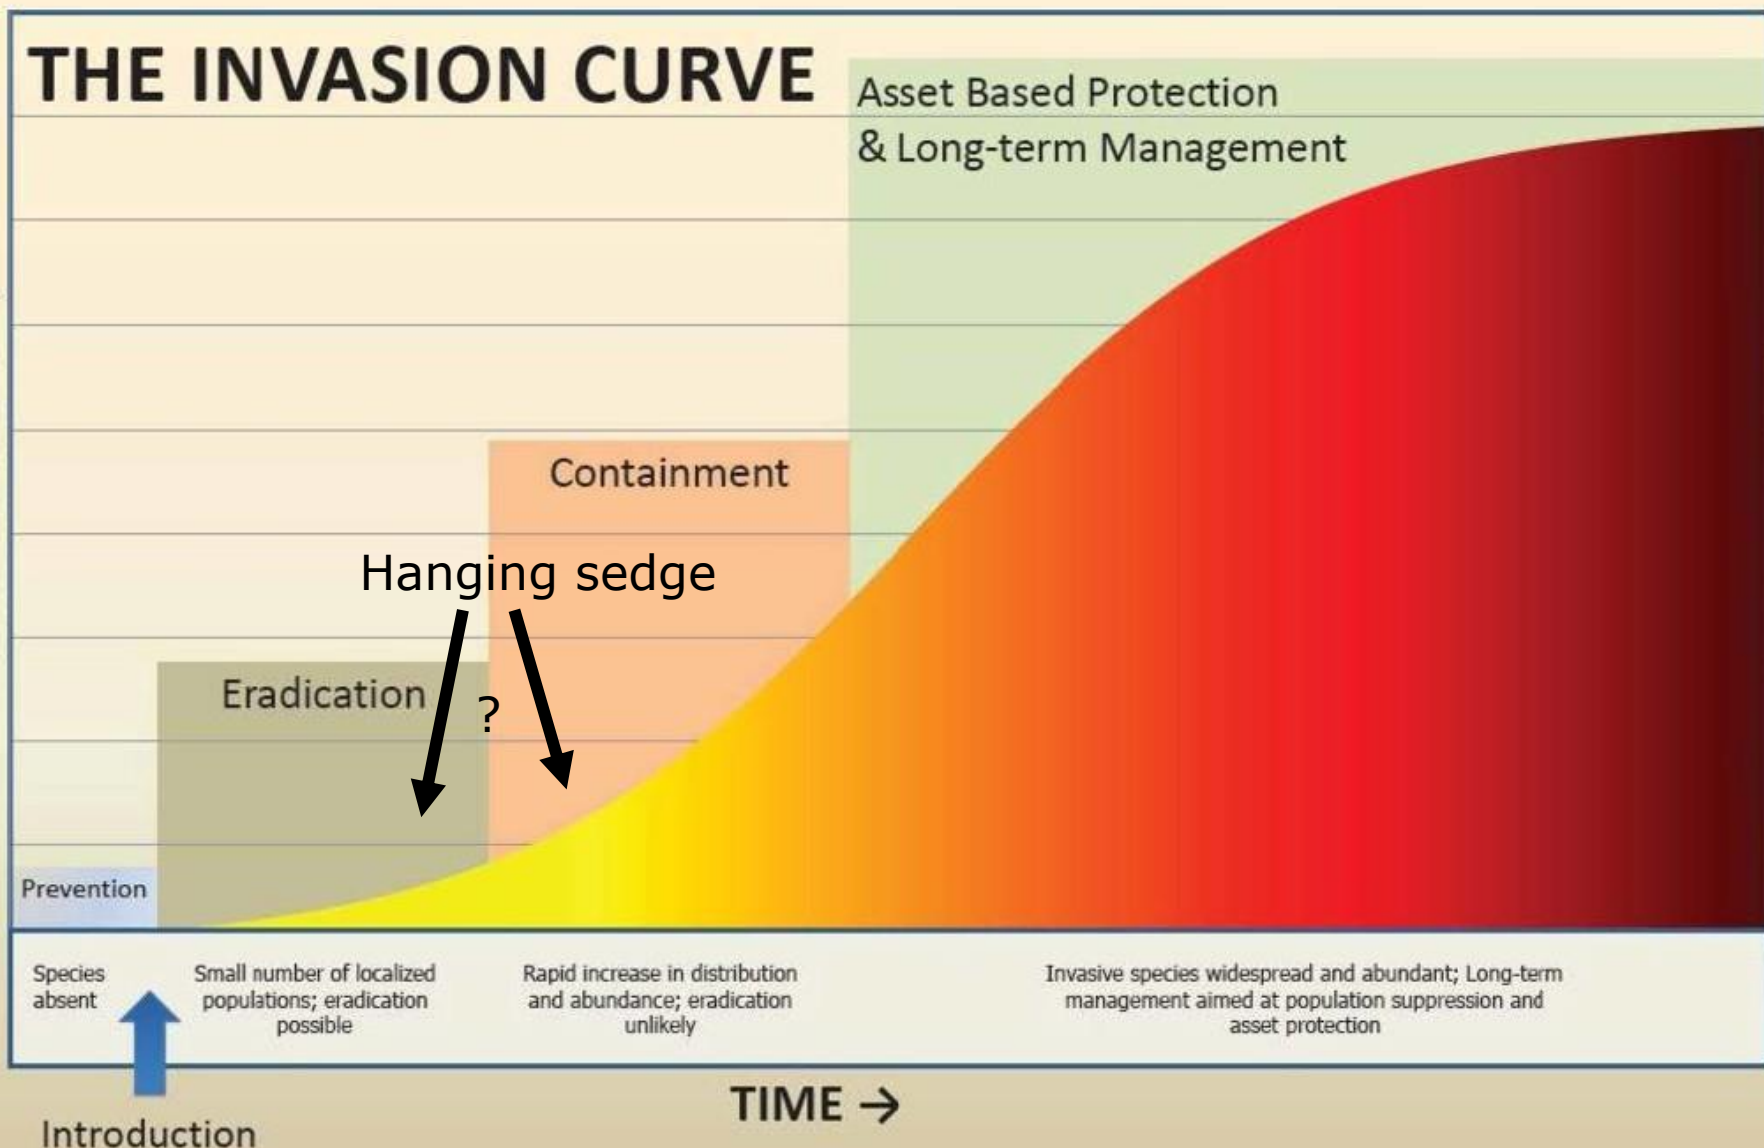 THE INVASION CURVE
Asset Based Protection
& Long-term Management
Containment
Hanging sedge
Eradication
?
Prevention
Species
absent
Small number of localized
populations; eradication
possible
Rapid increase in distribution
and abundance; eradication
unlikely
Invasive species widespread and abundant; Long-term
management aimed at population suppression and
asset protection
TIME →
Introduction